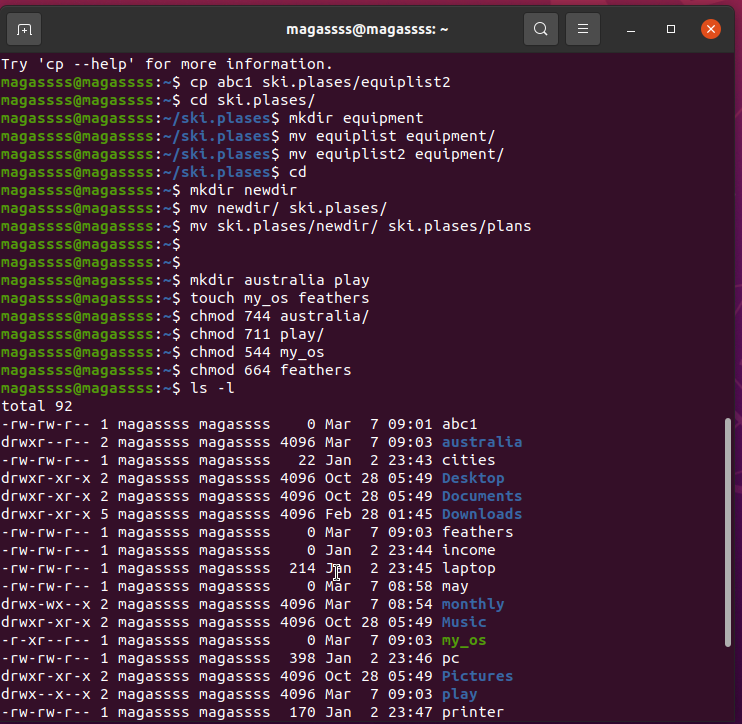 magassss@magassss: ~
Try 'cp --help' for more information.
magassss@magassss:~$ cp abc1 ski.plases/equiplist2
magassss@magassss:~$ cd ski.plases/
magassss@magassss:~/ski.plases$ mkdir equipment
magassss@magassss:~/ski.plases$ mv equiplist equipment/
magassss@magassss:~/ski.plases$ mv equiplist2 equipment/
magassss@magassss:~/ski.plases$ cd
magassss@magassss:~$ mkdir newdir
magassss@magassss:~$ mv newdir/ ski.plases/
magassss@magassss:~$ mv ski.plases/newdir/ ski.plases/plans
magassss@magassss:~$
magassss@magassss:~$
magassss@magassss:~$ mkdir australia play
magassss@magassss:~$ touch my_os feathers
magassss@magassss:~$ chmod 744 australia/
magassss@magassss:~$ chmod 711 play/
magassss@magassss:~$ chmod 544 my_os
magassss@magassss:~$ chmod 664 feathers
magassss@magassss:~$ ls -l
total 92
-rw-rw-r-- 1 magassss magassss    0 Mar  7 09:01 abc1
drwxr--r-- 2 magassss magassss 4096 Mar  7 09:03 australia
-rw-rw-r-- 1 magassss magassss   22 Jan  2 23:43 cities
drwxr-xr-x 2 magassss magassss 4096 Oct 28 05:49 Desktop
drwxr-xr-x 2 magassss magassss 4096 Oct 28 05:49 Documents
drwxr-xr-x 5 magassss magassss 4096 Feb 28 01:45 Downloads
-rw-rw-r-- 1 magassss magassss    0 Mar  7 09:03 feathers
-rw-rw-r-- 1 magassss magassss    0 Jan  2 23:44 income
-rw-rw-r-- 1 magassss magassss  214 Jan  2 23:45 laptop
-rw-rw-r-- 1 magassss magassss    0 Mar  7 08:58 may
drwx-wx--x 2 magassss magassss 4096 Mar  7 08:54 monthly
drwxr-xr-x 2 magassss magassss 4096 Oct 28 05:49 Music
-r-xr--r-- 1 magassss magassss    0 Mar  7 09:03 my_os
-rw-rw-r-- 1 magassss magassss  398 Jan  2 23:46 pc
drwxr-xr-x 2 magassss magassss 4096 Oct 28 05:49 Pictures
drwx--x--x 2 magassss magassss 4096 Mar  7 09:03 play
-rw-rw-r-- 1 magassss magassss  170 Jan  2 23:47 printer